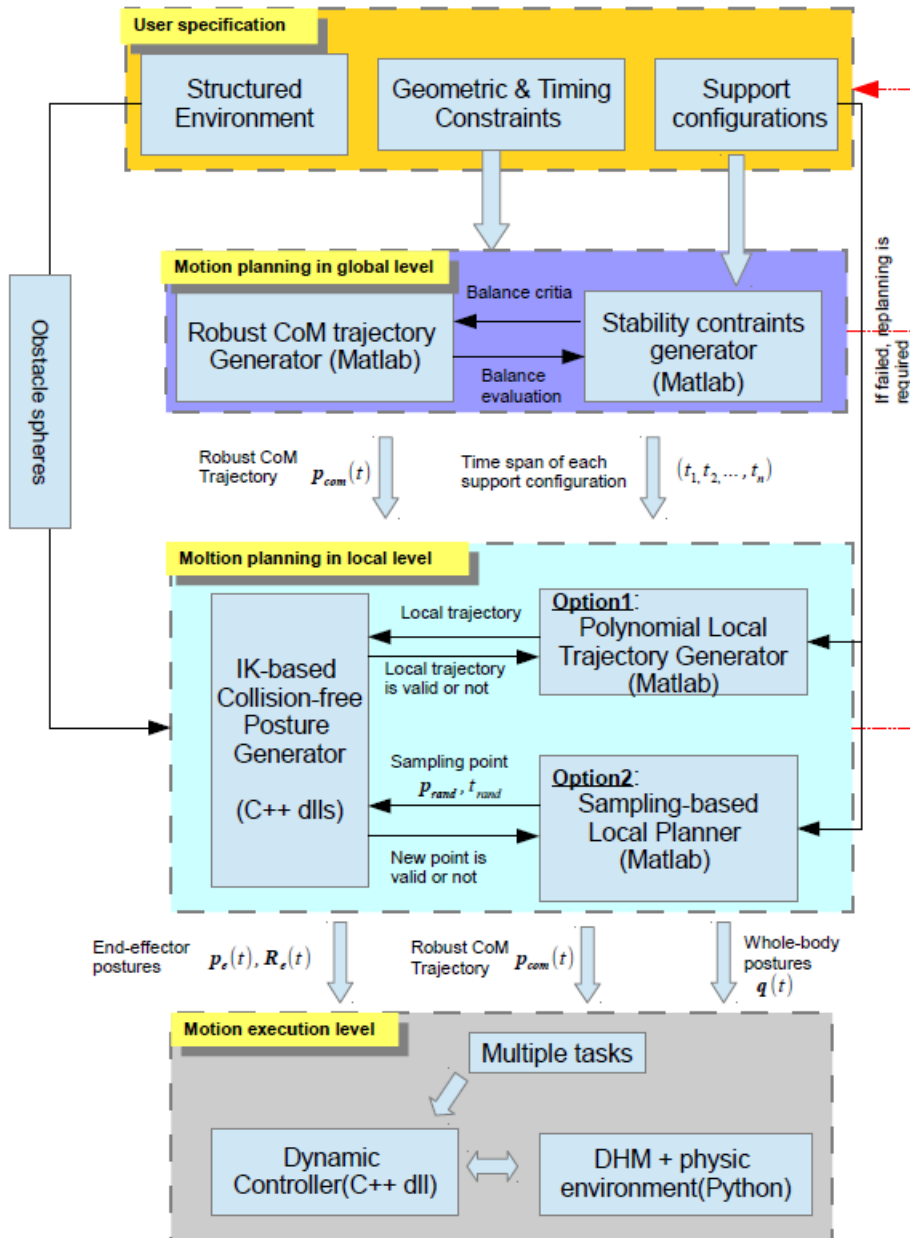 User specification
Structured
Environment
Geometric & Timing
Constraints
Support
configurations
Obstacle spheres
If failed, replanning is
required
Motion planning in global level
Robust CoM trajectory
Generator (Matlab)
Balance critia
Balance
evaluation
Stability contraints
generator
(Matlab)
Robust CoM
Trajectory
p_com(t)
Time span of each
support configuration
(t_1, t_2, ..., t_n)
Moltion planning in local level
IK-based
Collision-free
Posture
Generator
(C++ dlls)
Local trajectory
Local trajectory
is valid or not
Option1:
Polynomial Local
Trajectory Generator
(Matlab)
Sampling point
p_rand, t_rand
New point is
valid or not
Option2:
Sampling-based
Local Planner
(Matlab)
End-effector
postures
p_e(t), R_e(t)
Robust CoM
Trajectory
p_com(t)
Whole-body
postures
q(t)
Motion execution level
Multiple tasks
Dynamic
Controller(C++ dll)
DHM + physic
environment(Python)